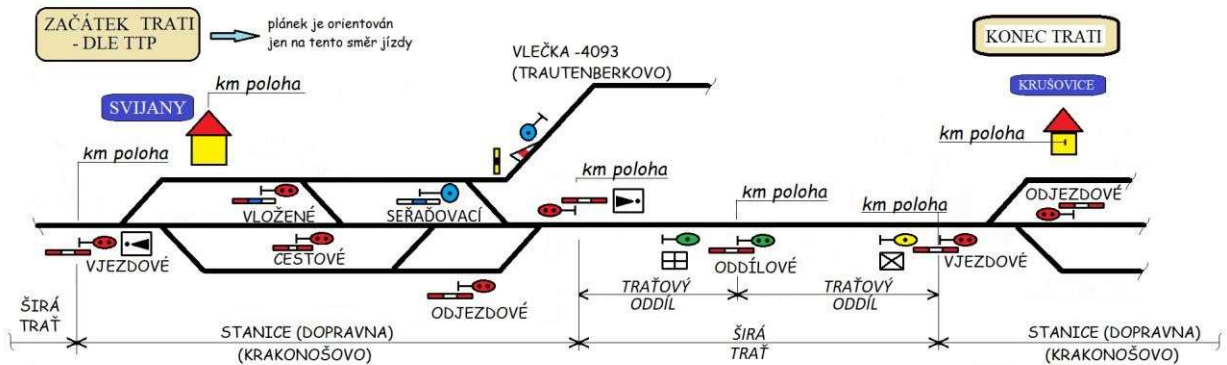 ZAČÁTEK TRATI
- DLE TTP
plánek je orientován
jen na tento směr jízdy
VLEČKA -4093
(TRAUTENBERKOVO)
KONEC TRATI
km poloha
SVIJANY
KRUŠOVICE
km poloha
km poloha
km poloha
km poloha
km poloha
VLOŽENÉ
SEŘAĎOVACÍ
ODJEZDOVÉ
VJEZDOVÉ
CESTOVÉ
ODDÍLOVÉ
VJEZDOVÉ
ODJEZDOVÉ
TRAŤOVÝ
ODDÍL
TRAŤOVÝ
ODDÍL
ŠIRÁ
TRAŤ
STANICE (DOPRAVNA)
(KRAKONOŠOVO)
ŠIRÁ
TRAŤ
STANICE (DOPRAVNA)
(KRAKONOŠOVO)